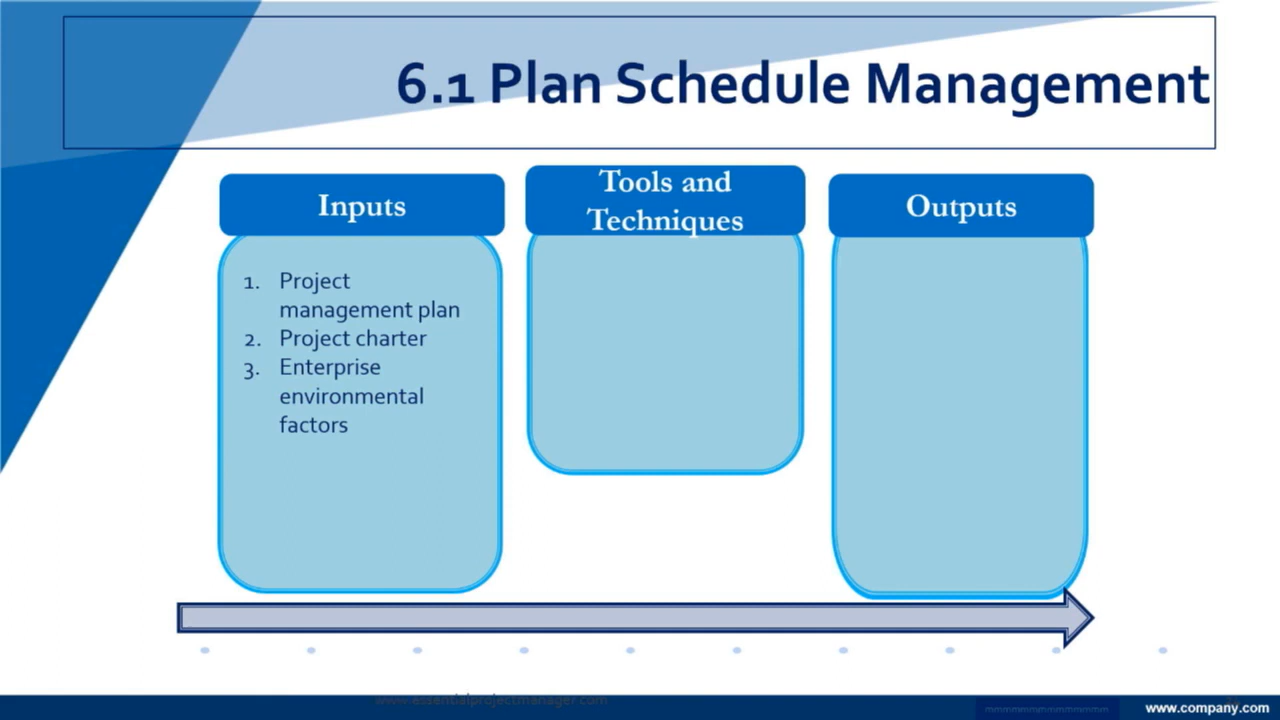 6.1 Plan Schedule Management
Inputs
Tools and
Techniques
Outputs
1. Project
management plan
2. Project charter
3. Enterprise
environmental
factors
www.essentialprojectmanager.com
www.company.com